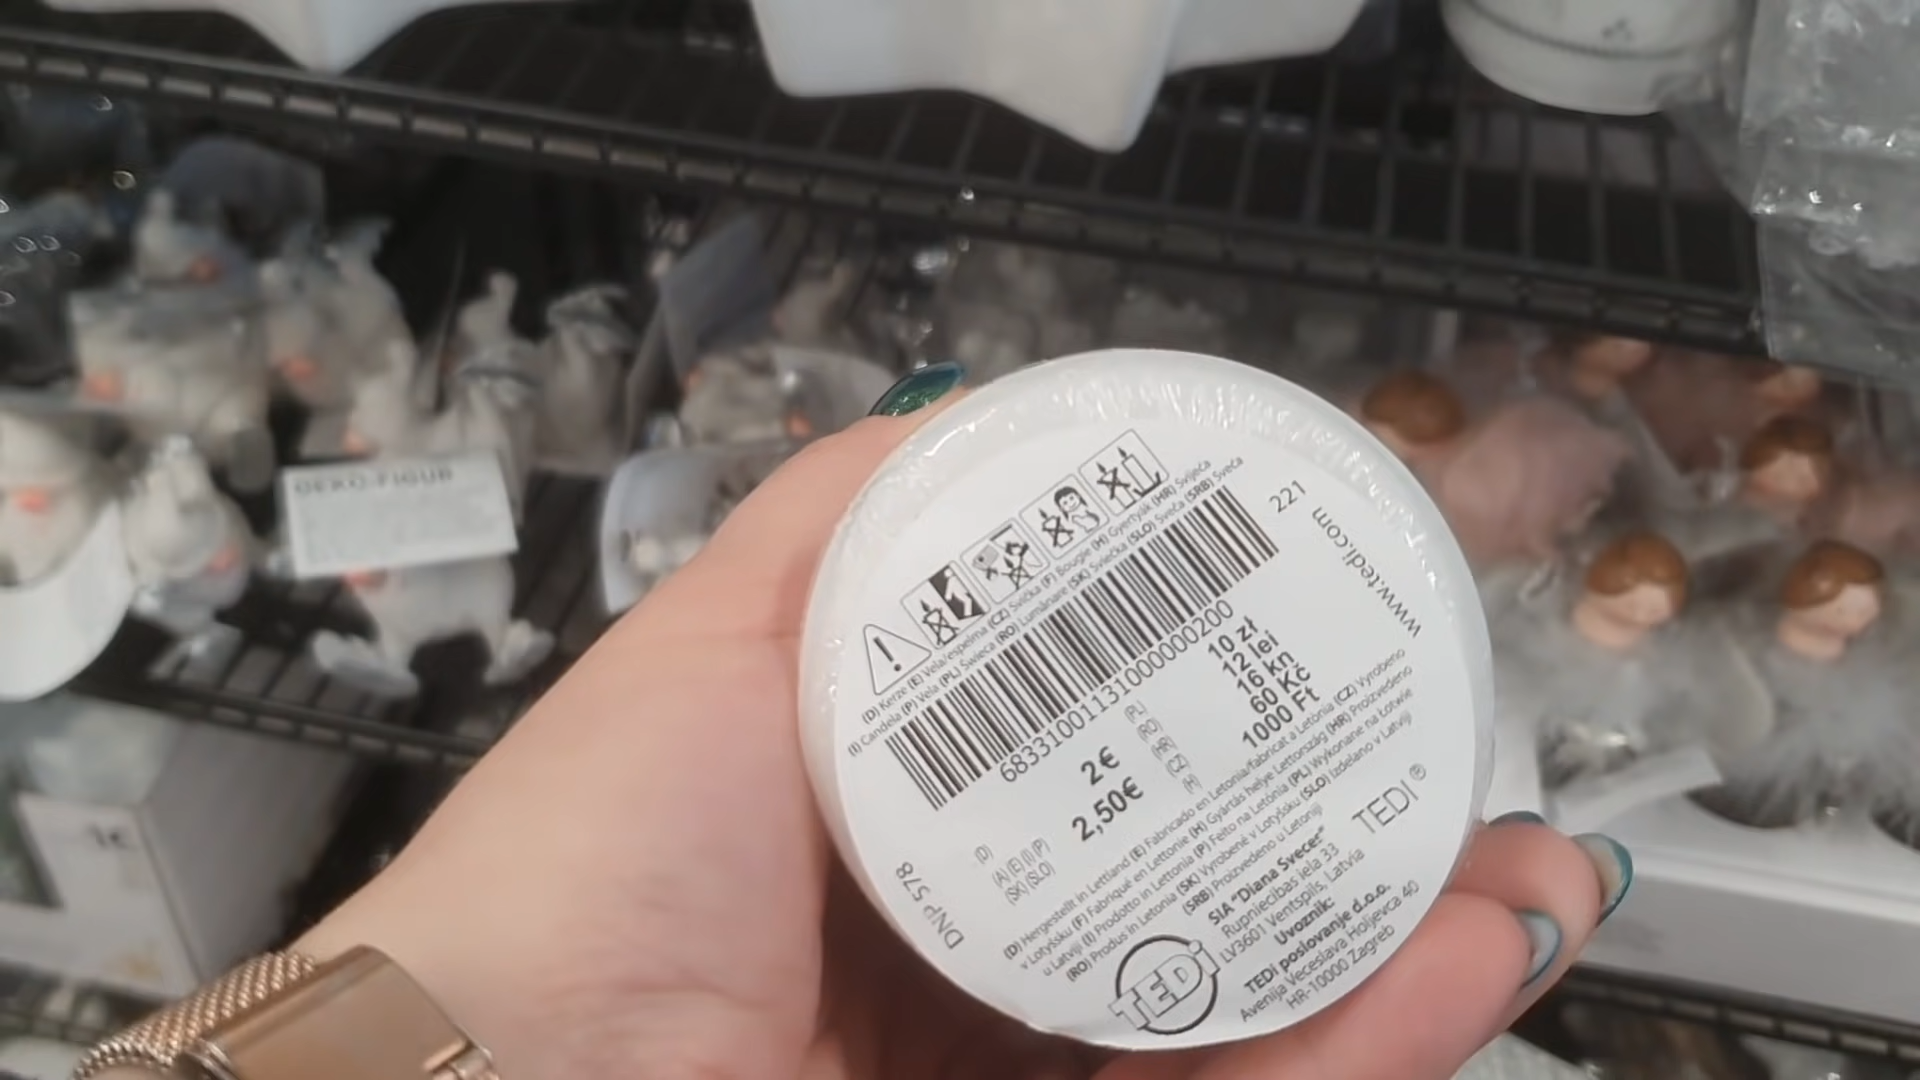 DEKO-FIGUR
(D) Kerze (E) Vela/espelma (CZ) Svíčka (F) Bougie (H) Gyertyák (HR) Svijeća
(I) Candela (P) Vela (PL) Świeca (RO) Lumânare (SK) Sviečka (SLO) Sveča (SRB) Sveća
221
www.tedi.com
6833100113100000000200
(D) 2€
(A) (E) (I) (P)
(SK) (SLO) 2,50€
(PL) 10 zł
(RO) 12 lei
(HR) 16 kn
(CZ) 60 Kč
(H) 1000 Ft
DNP 578
(D) Hergestellt in Lettland (E) Fabricado en Letonia/fabricat a Letònia (CZ) Vyrobeno
v Lotyšsku (F) Fabriqué en Lettonie (H) Gyártás helye Lettország (HR) Proizvedeno
u Latviji (I) Prodotto in Lettonia (P) Feito na Letónia (PL) Wykonane na Łotwie
(RO) Produs in Letonia (SK) Vyrobené v Lotyšsku (SLO) Izdelano v Latviji
(SRB) Proizvedeno u Letoniji
TEDI®
SIA "Diana Sveces"
Rupniecibas iela 33
LV3601 Ventspils, Latvia
Uvoznik:
TEDi poslovanje d.o.o.
Avenija Veceslava Holjevca 40
HR-10000 Zagreb
TEDi
1€